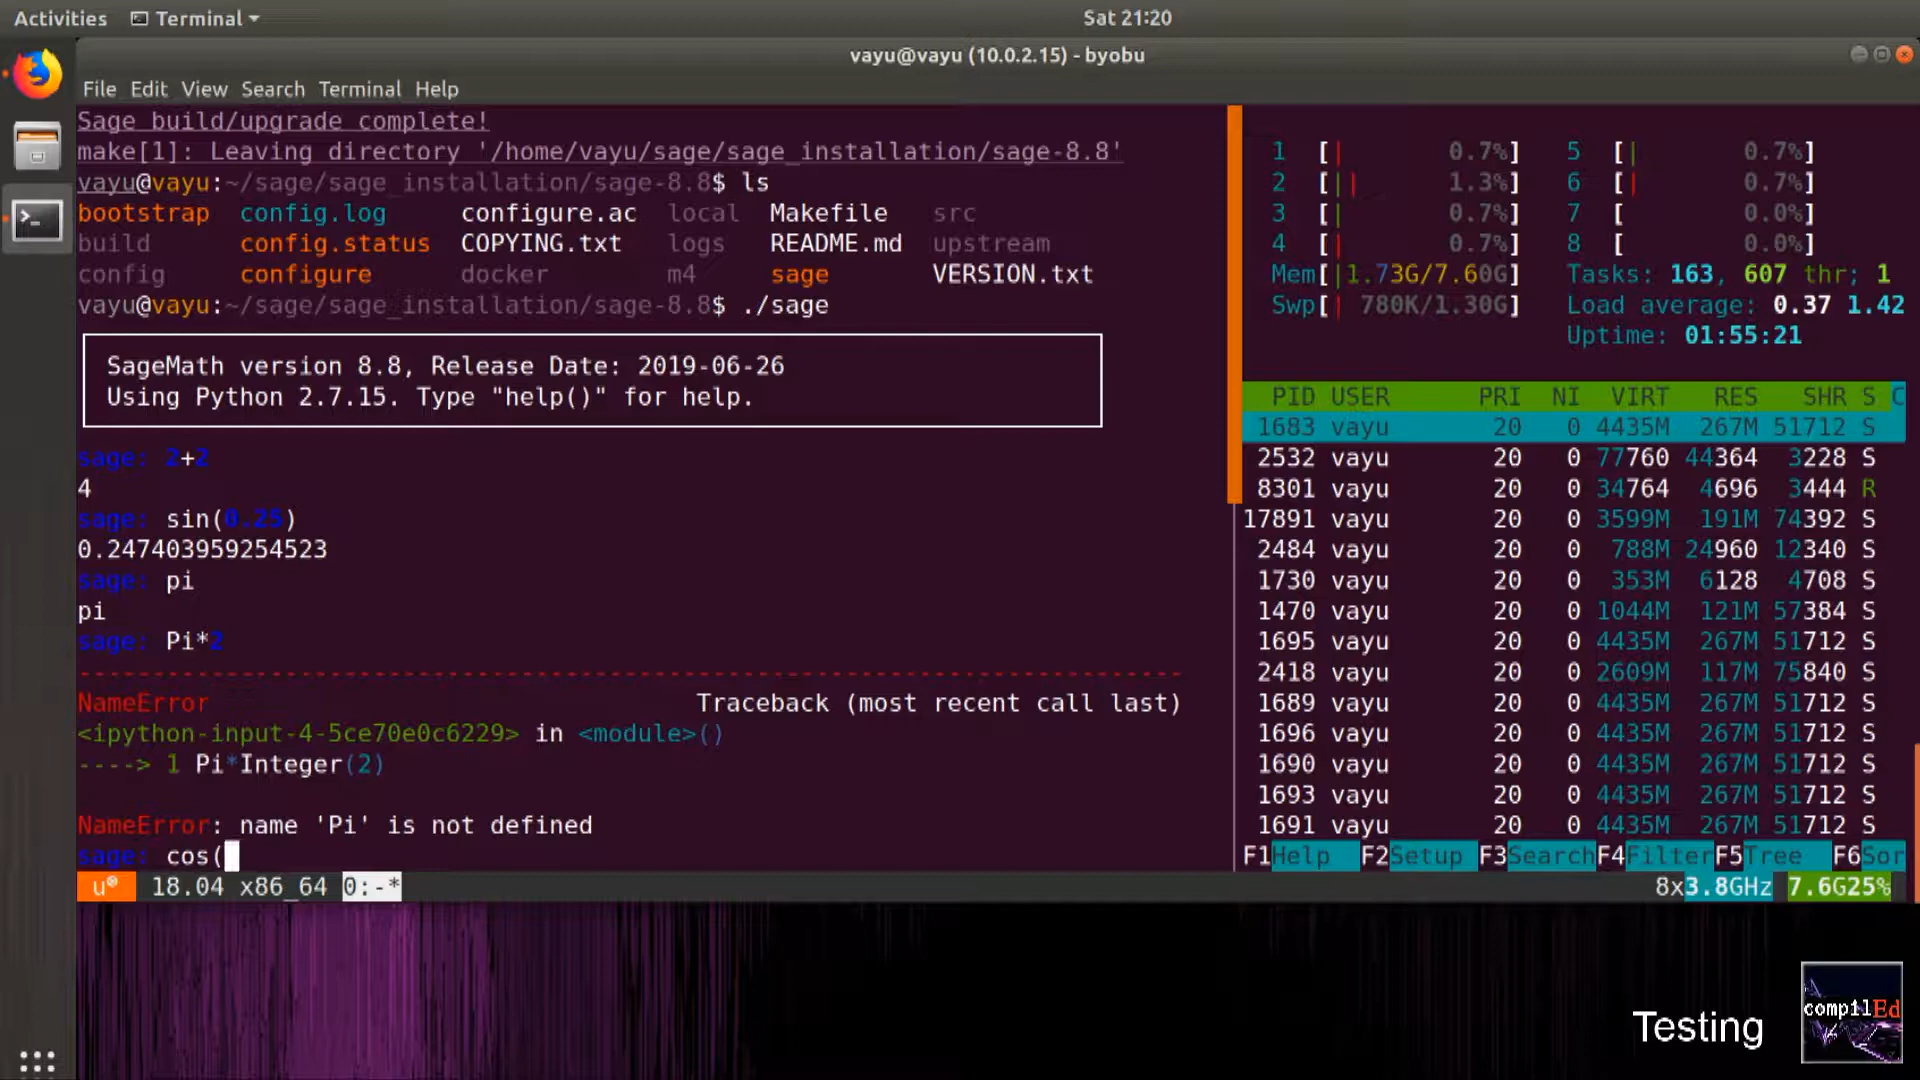 Activities Terminal Sat 21:20
vayu@vayu (10.0.2.15) - byobu
File Edit View Search Terminal Help
Sage build/upgrade complete!
make[1]: Leaving directory '/home/vayu/sage/sage_installation/sage-8.8'
vayu@vayu:~/sage/sage_installation/sage-8.8$ ls
bootstrap config.log configure.ac local Makefile src
build config.status COPYING.txt logs README.md upstream
config configure docker m4 sage VERSION.txt
vayu@vayu:~/sage/sage_installation/sage-8.8$ ./sage
SageMath version 8.8, Release Date: 2019-06-26
Using Python 2.7.15. Type "help()" for help.
sage: 2+2
4
sage: sin(0.25)
0.247403959254523
sage: pi
pi
sage: Pi*2
---------------------------------------------------------------------------
NameError Traceback (most recent call last)
<ipython-input-4-5ce70e0c6229> in <module>()
----> 1 Pi*Integer(2)
NameError: name 'Pi' is not defined
sage: cos(
1 [| 0.7%] 5 [| 0.7%]
2 [|| 1.3%] 6 [| 0.7%]
3 [| 0.7%] 7 [ 0.0%]
4 [| 0.7%] 8 [ 0.0%]
Mem[|1.73G/7.60G] Tasks: 163, 607 thr; 1
Swp[| 780K/1.30G] Load average: 0.37 1.42
Uptime: 01:55:21
PID USER PRI NI VIRT RES SHR S C
1683 vayu 20 0 4435M 267M 51712 S
2532 vayu 20 0 77760 44364 3228 S
8301 vayu 20 0 34764 4696 3444 R
17891 vayu 20 0 3599M 191M 74392 S
2484 vayu 20 0 788M 24960 12340 S
1730 vayu 20 0 353M 6128 4708 S
1470 vayu 20 0 1044M 121M 57384 S
1695 vayu 20 0 4435M 267M 51712 S
2418 vayu 20 0 2609M 117M 75840 S
1689 vayu 20 0 4435M 267M 51712 S
1696 vayu 20 0 4435M 267M 51712 S
1690 vayu 20 0 4435M 267M 51712 S
1693 vayu 20 0 4435M 267M 51712 S
1691 vayu 20 0 4435M 267M 51712 S
F1Help F2Setup F3Search F4Filter F5Tree F6Sor
u 18.04 x86_64 0:-* 8x3.8GHz 7.6G25%
Testing
compilEd